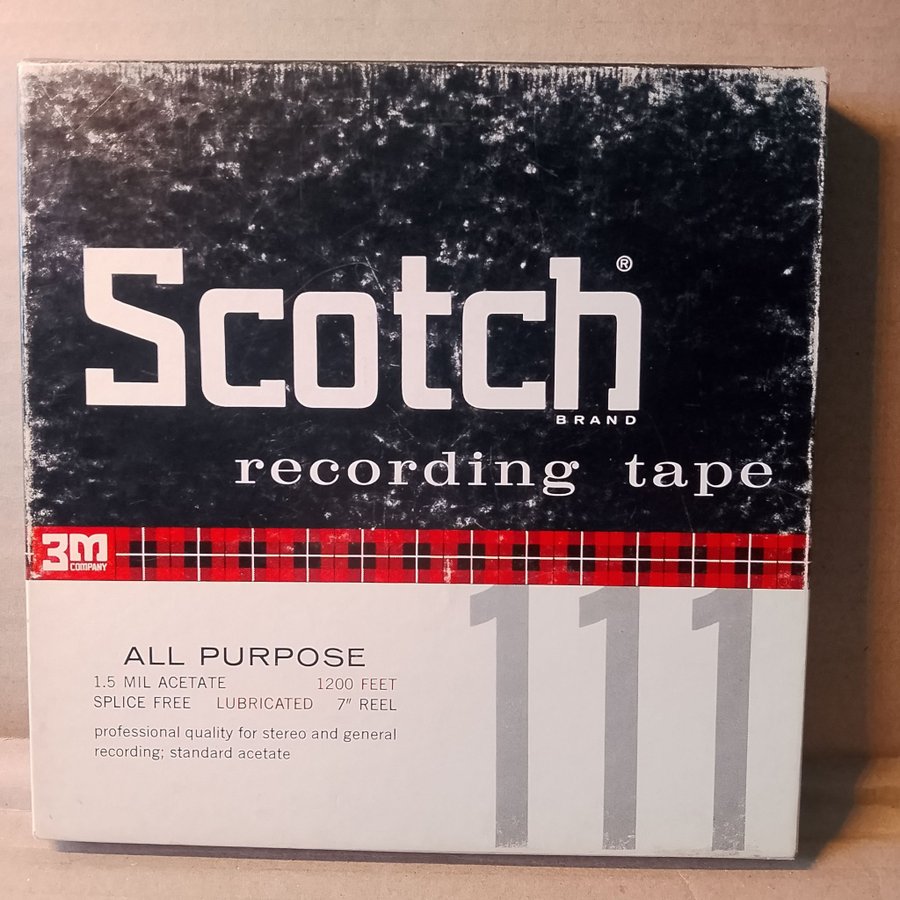 Scotch®
BRAND
recording tape
3M
COMPANY
111
ALL PURPOSE
1.5 MIL ACETATE 1200 FEET
SPLICE FREE LUBRICATED 7" REEL
professional quality for stereo and general
recording; standard acetate